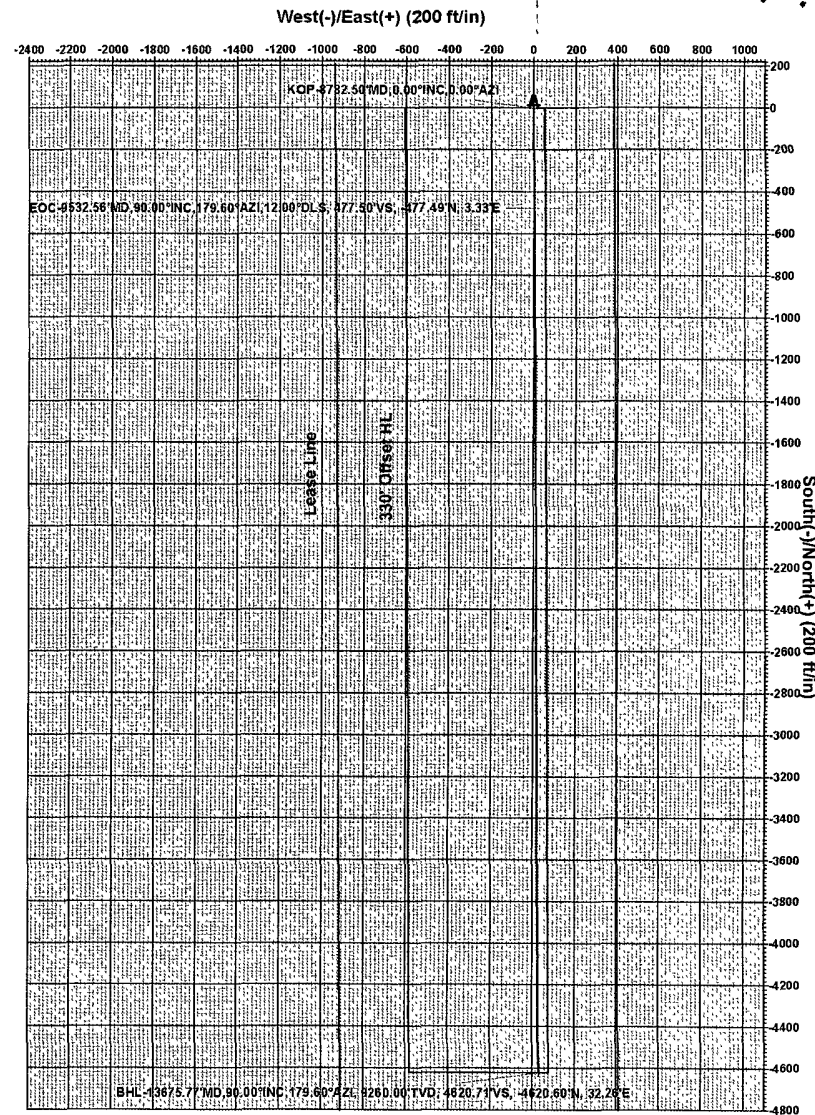 West(-)/East(+) (200 ft/in)
-2400 -2200 -2000 -1800 -1600 -1400 -1200 -1000 -800 -600 -400 -200 0 200 400 600 800 1000
200
KOP-8782.50'MD,0.00°INC,0.00°AZI
A
0
-200
-400
EOC-9532.56'MD,90.00°INC,179.60°AZI,12.00°DLS, 477.50'VS, -477.49'N, 3.33'E
-600
-800
-1000
-1200
-1400
Lease Line
330' Offset HL
-1600
-1800
-2000
South(-)/North(+) (200 ft/in)
-2200
-2400
-2600
-2800
-3000
-3200
-3400
-3600
-3800
-4000
-4200
-4400
-4600
BHL-13675.77'MD,90.00°INC,179.60°AZI, 9260.00'TVD, 4620.71'VS, -4620.60'N, 32.26'E
-4800